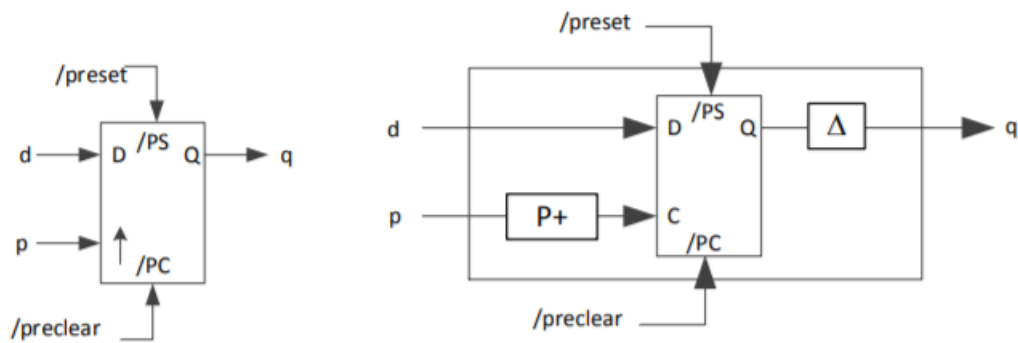 /preset
d D /PS Q q
p
/PC
/preclear
/preset
d D /PS Q Δ q
p P+ C
/PC
/preclear